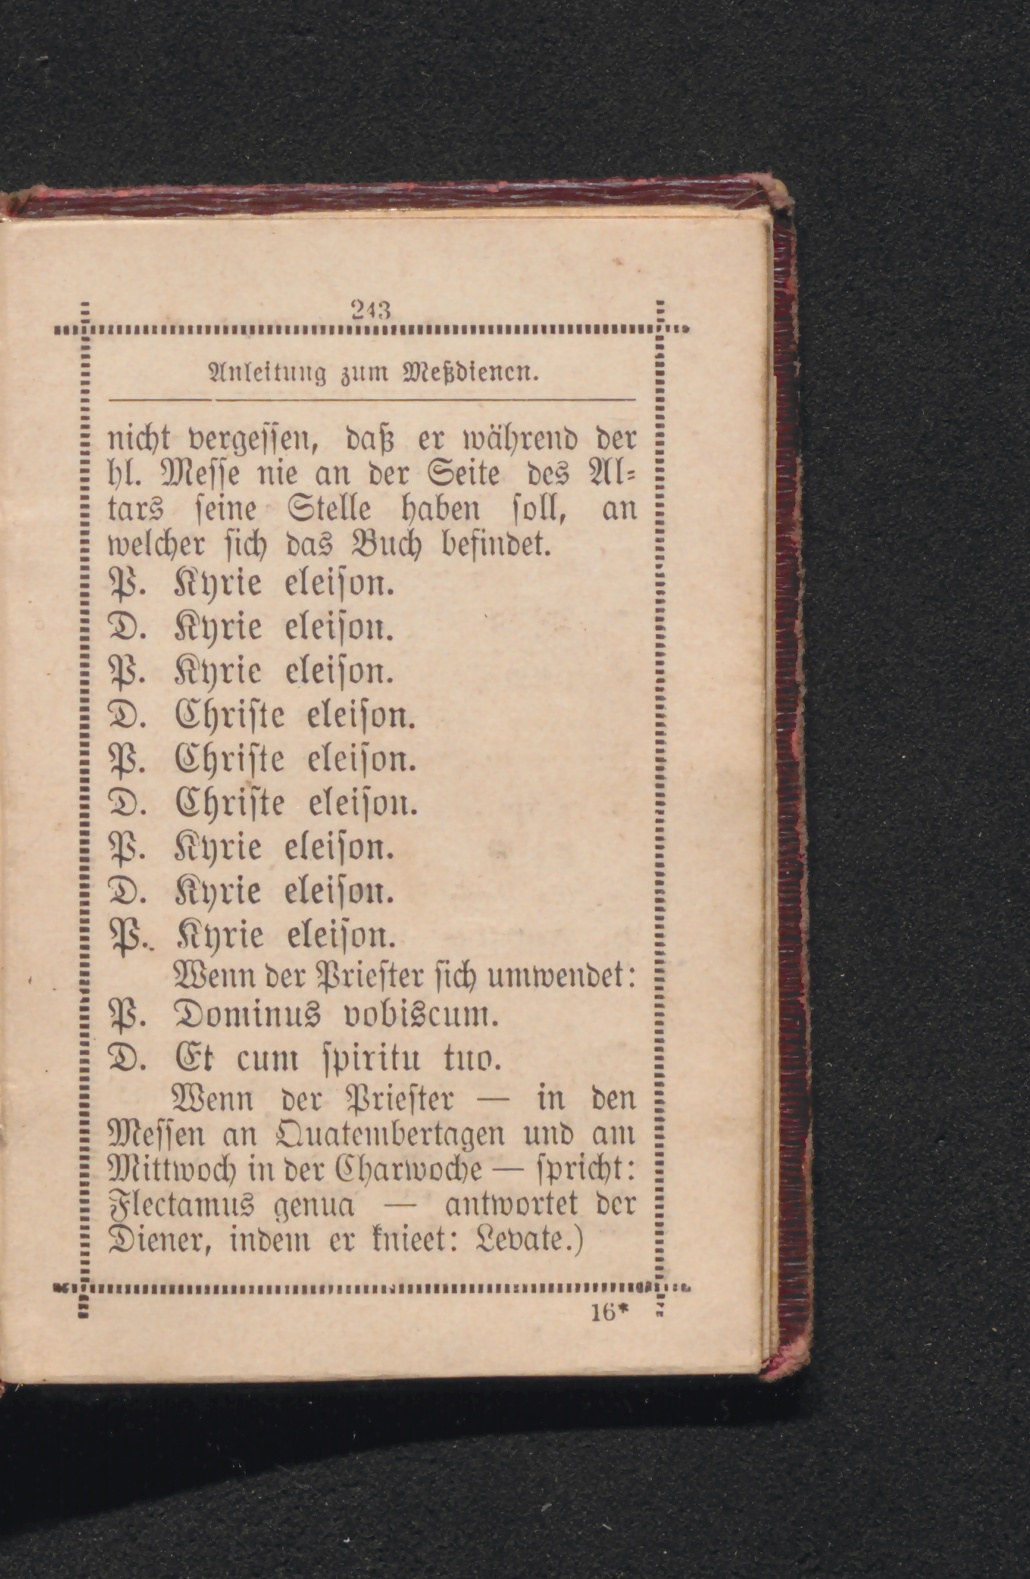 243
Anleitung zum Meßdienen.
nicht vergessen, daß er während der
hl. Messe nie an der Seite des Al-
tars seine Stelle haben soll, an
welcher sich das Buch befindet.
P. Kyrie eleison.
D. Kyrie eleison.
P. Kyrie eleison.
D. Christe eleison.
P. Christe eleison.
D. Christe eleison.
P. Kyrie eleison.
D. Kyrie eleison.
P. Kyrie eleison.
Wenn der Priester sich umwendet:
P. Dominus vobiscum.
D. Et cum spiritu tuo.
Wenn der Priester — in den
Messen an Quatembertagen und am
Mittwoch in der Charwoche — spricht:
Flectamus genua — antwortet der
Diener, indem er knieet: Levate.)
16*